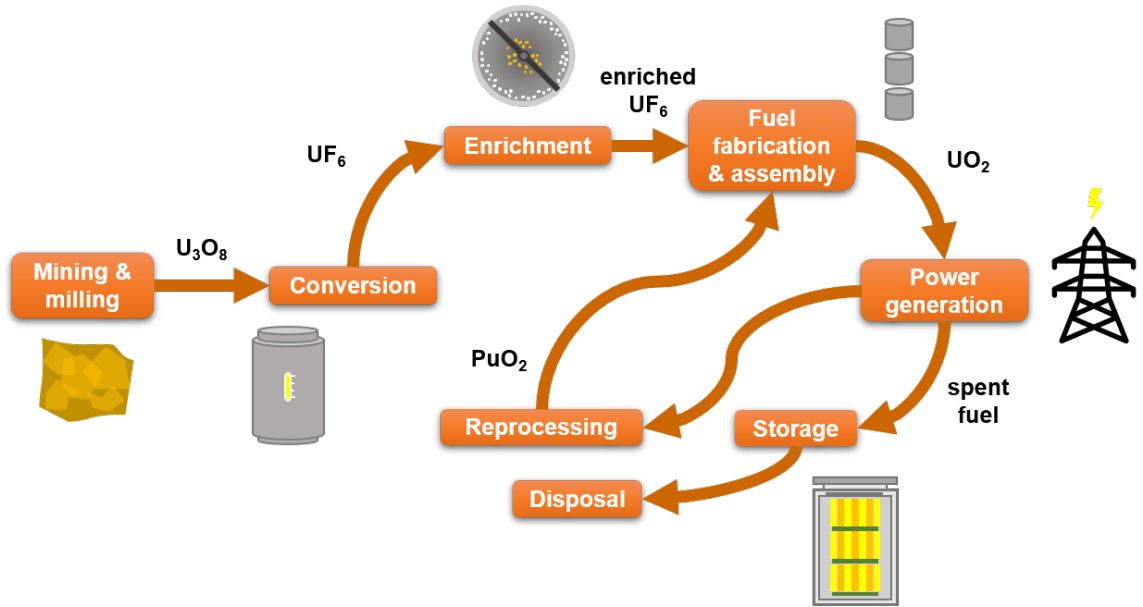 Mining &
milling
U₃O₈
Conversion
UF₆
Enrichment
enriched
UF₆
Fuel
fabrication
& assembly
UO₂
Power
generation
PuO₂
Reprocessing
spent
fuel
Storage
Disposal